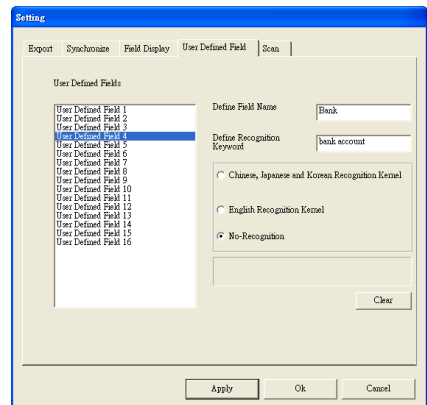 Setting
Export Synchronize Field Display User Defined Field Scan
User Defined Fields
User Defined Field 1
User Defined Field 2
User Defined Field 3
User Defined Field 4
User Defined Field 5
User Defined Field 6
User Defined Field 7
User Defined Field 8
User Defined Field 9
User Defined Field 10
User Defined Field 11
User Defined Field 12
User Defined Field 13
User Defined Field 14
User Defined Field 15
User Defined Field 16
Define Field Name Bank
Define Recognition
Keyword bank account
Chinese, Japanese and Korean Recognition Kernel
English Recognition Kernel
No-Recognition
Clear
Apply Ok Cancel